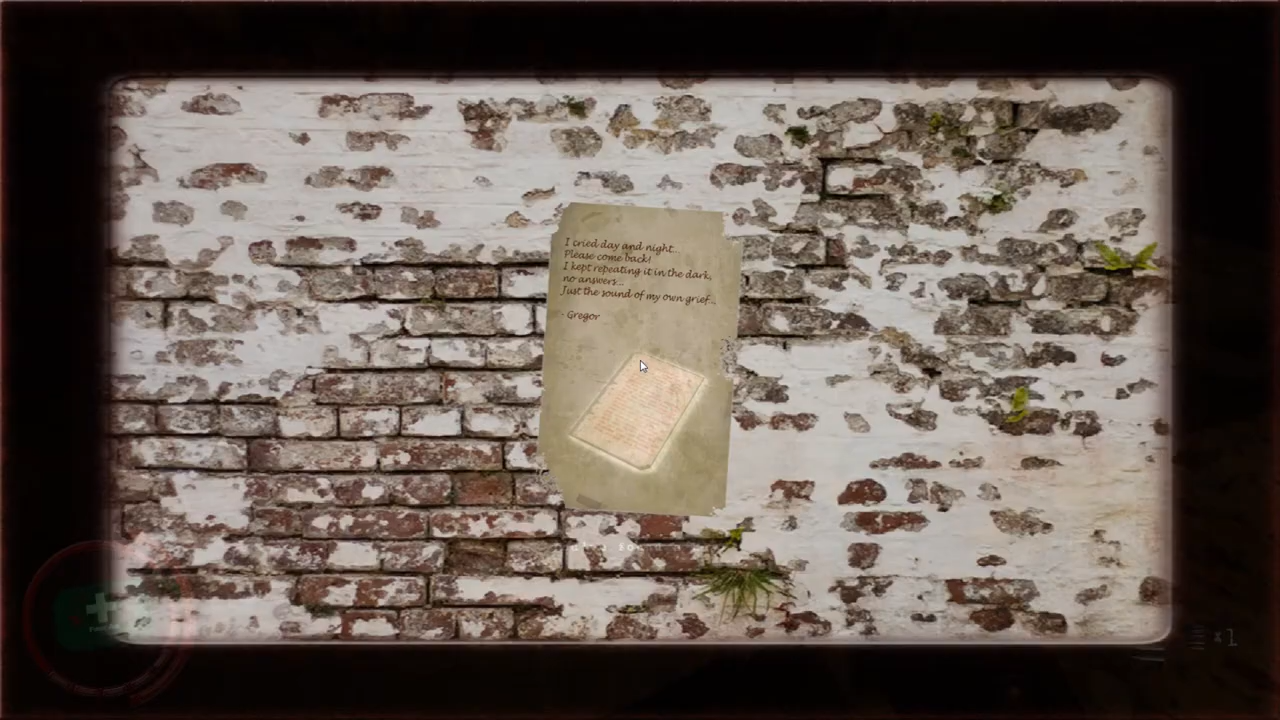 I cried day and night..
Please come back!
I kept repeating it in the dark,
no answers...
Just the sound of my own grief...
- Gregor
x1